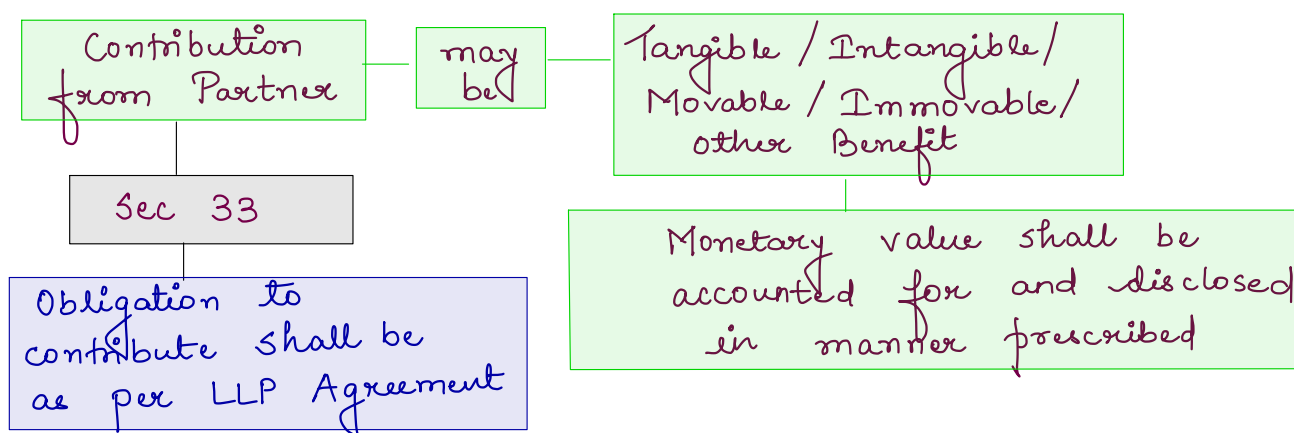 Contribution
from Partner
may
be
Tangible / Intangible/
Movable / Immovable/
other Benefit
Sec 33
Monetary value shall be
accounted for and disclosed
in manner prescribed
Obligation to
contribute shall be
as per LLP Agreement